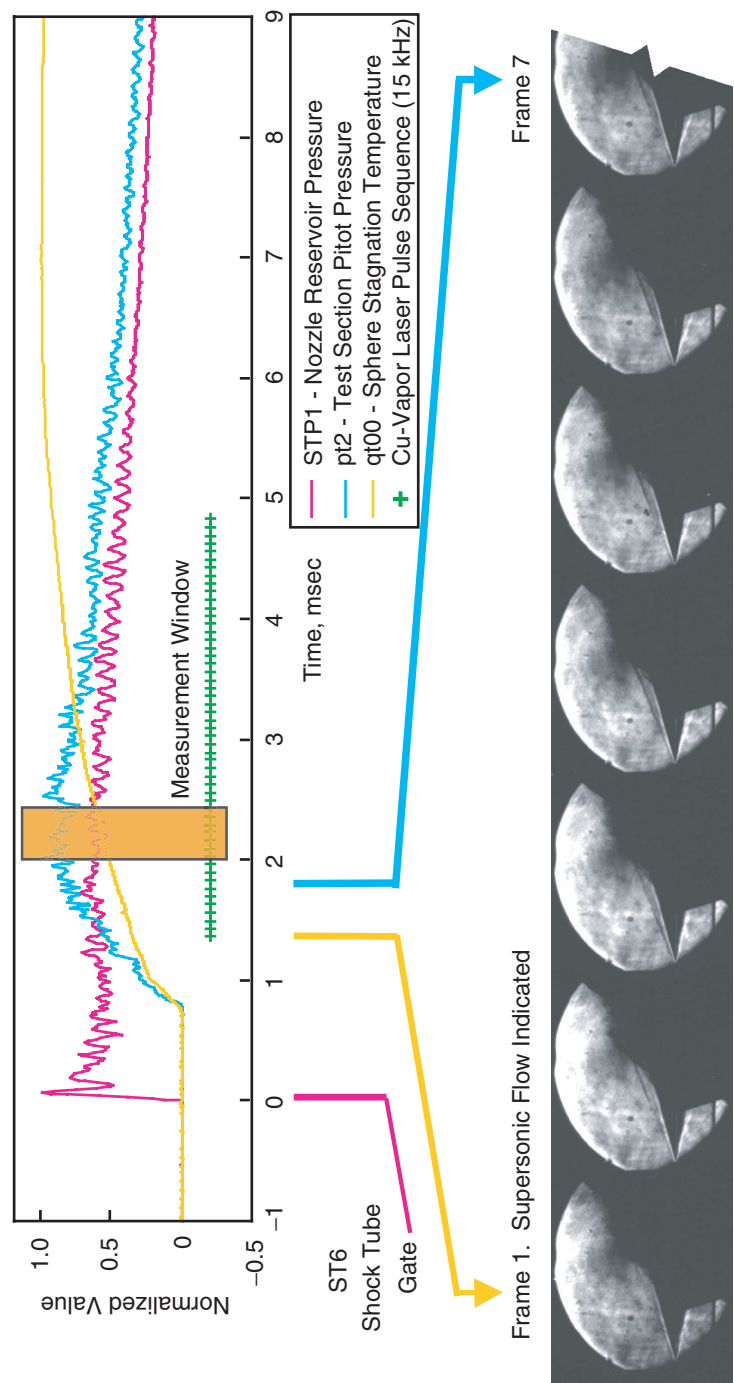 Normalized Value
1.0
0.5
0
−0.5
Measurement Window
−1
0
1
2
3
4
5
6
7
8
9
Time, msec
STP1 - Nozzle Reservoir Pressure
pt2 - Test Section Pitot Pressure
qt00 - Sphere Stagnation Temperature
Cu-Vapor Laser Pulse Sequence (15 kHz)
ST6
Shock Tube
Gate
Frame 1. Supersonic Flow Indicated
Frame 7